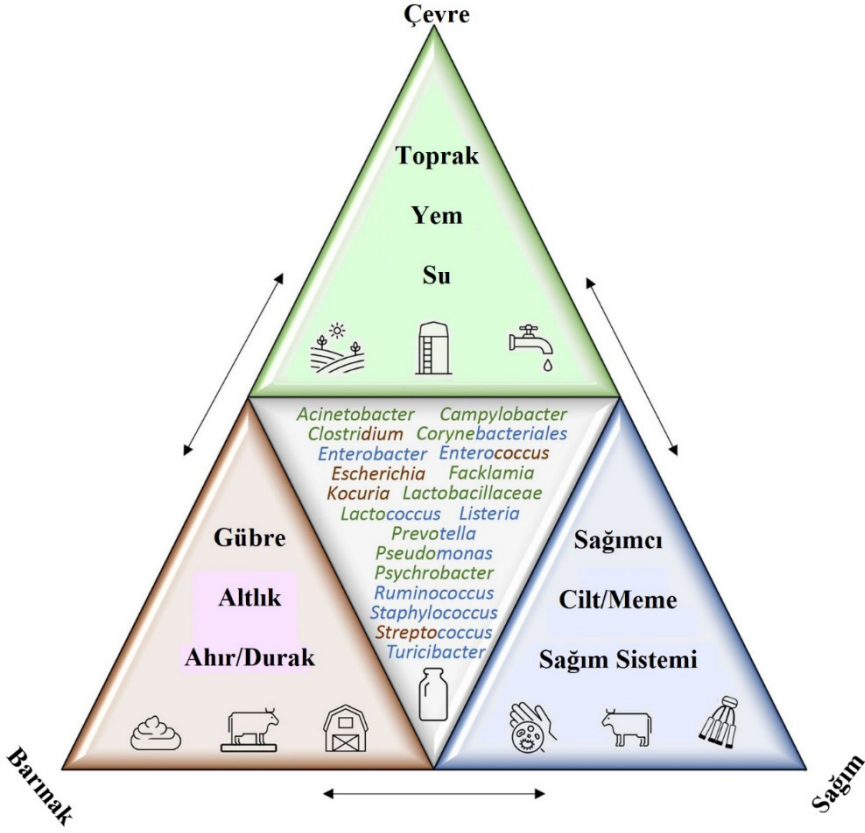 Çevre
Toprak
Yem
Su
Acinetobacter Campylobacter
Clostridium Corynebacteriales
Enterobacter Enterococcus
Escherichia Facklamia
Kocuria Lactobacillaceae
Lactococcus Listeria
Prevotella
Pseudomonas
Psychrobacter
Ruminococcus
Staphylococcus
Streptococcus
Turicibacter
Gübre
Altlık
Ahır/Durak
Sağımcı
Cilt/Meme
Sağım Sistemi
Barınak
Sağım